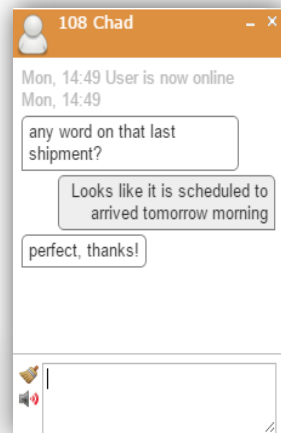 108 Chad
Mon, 14:49 User is now online
Mon, 14:49
any word on that last
shipment?
Looks like it is scheduled to
arrived tomorrow morning
perfect, thanks!